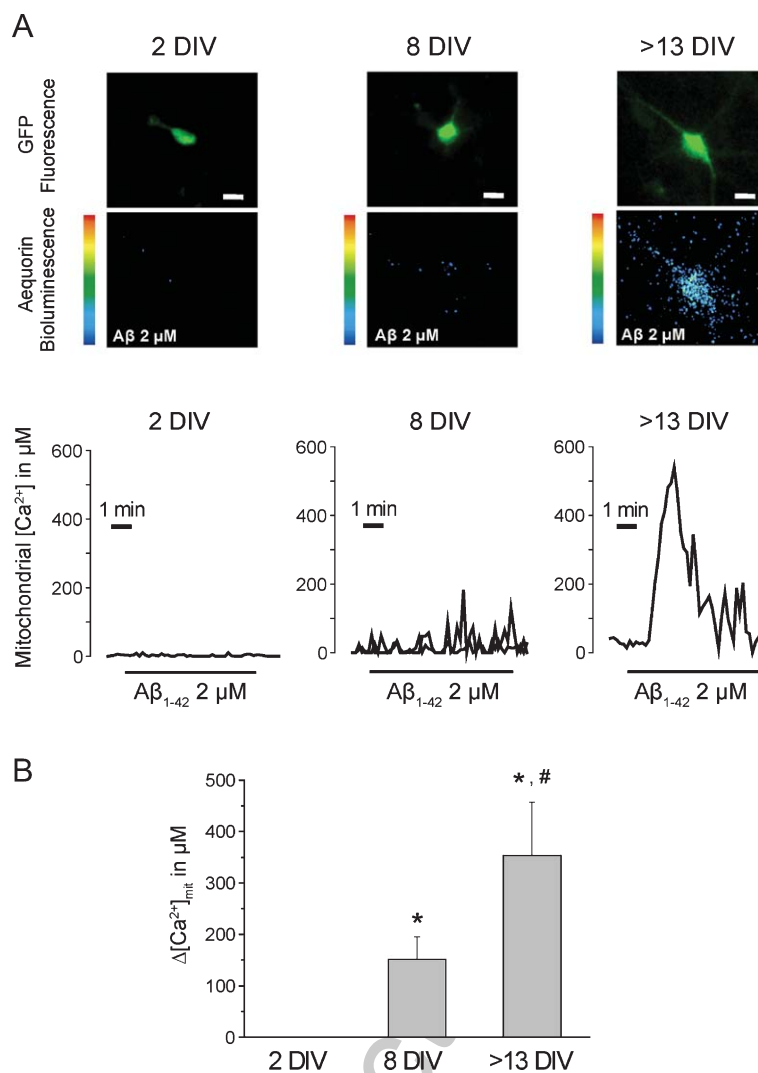 A
2 DIV
8 DIV
>13 DIV
GFP
Fluorescence
Aequorin
Bioluminescence
Aβ 2 µM
Aβ 2 µM
Aβ 2 µM
2 DIV
8 DIV
>13 DIV
Mitochondrial [Ca²⁺] in µM
600
400
200
0
1 min
Aβ₁₋₄₂ 2 µM
600
400
200
0
1 min
Aβ₁₋₄₂ 2 µM
600
400
200
0
1 min
Aβ₁₋₄₂ 2 µM
B
Δ[Ca²⁺]mit in µM
500
400
300
200
100
0
*
*, #
2 DIV
8 DIV
>13 DIV